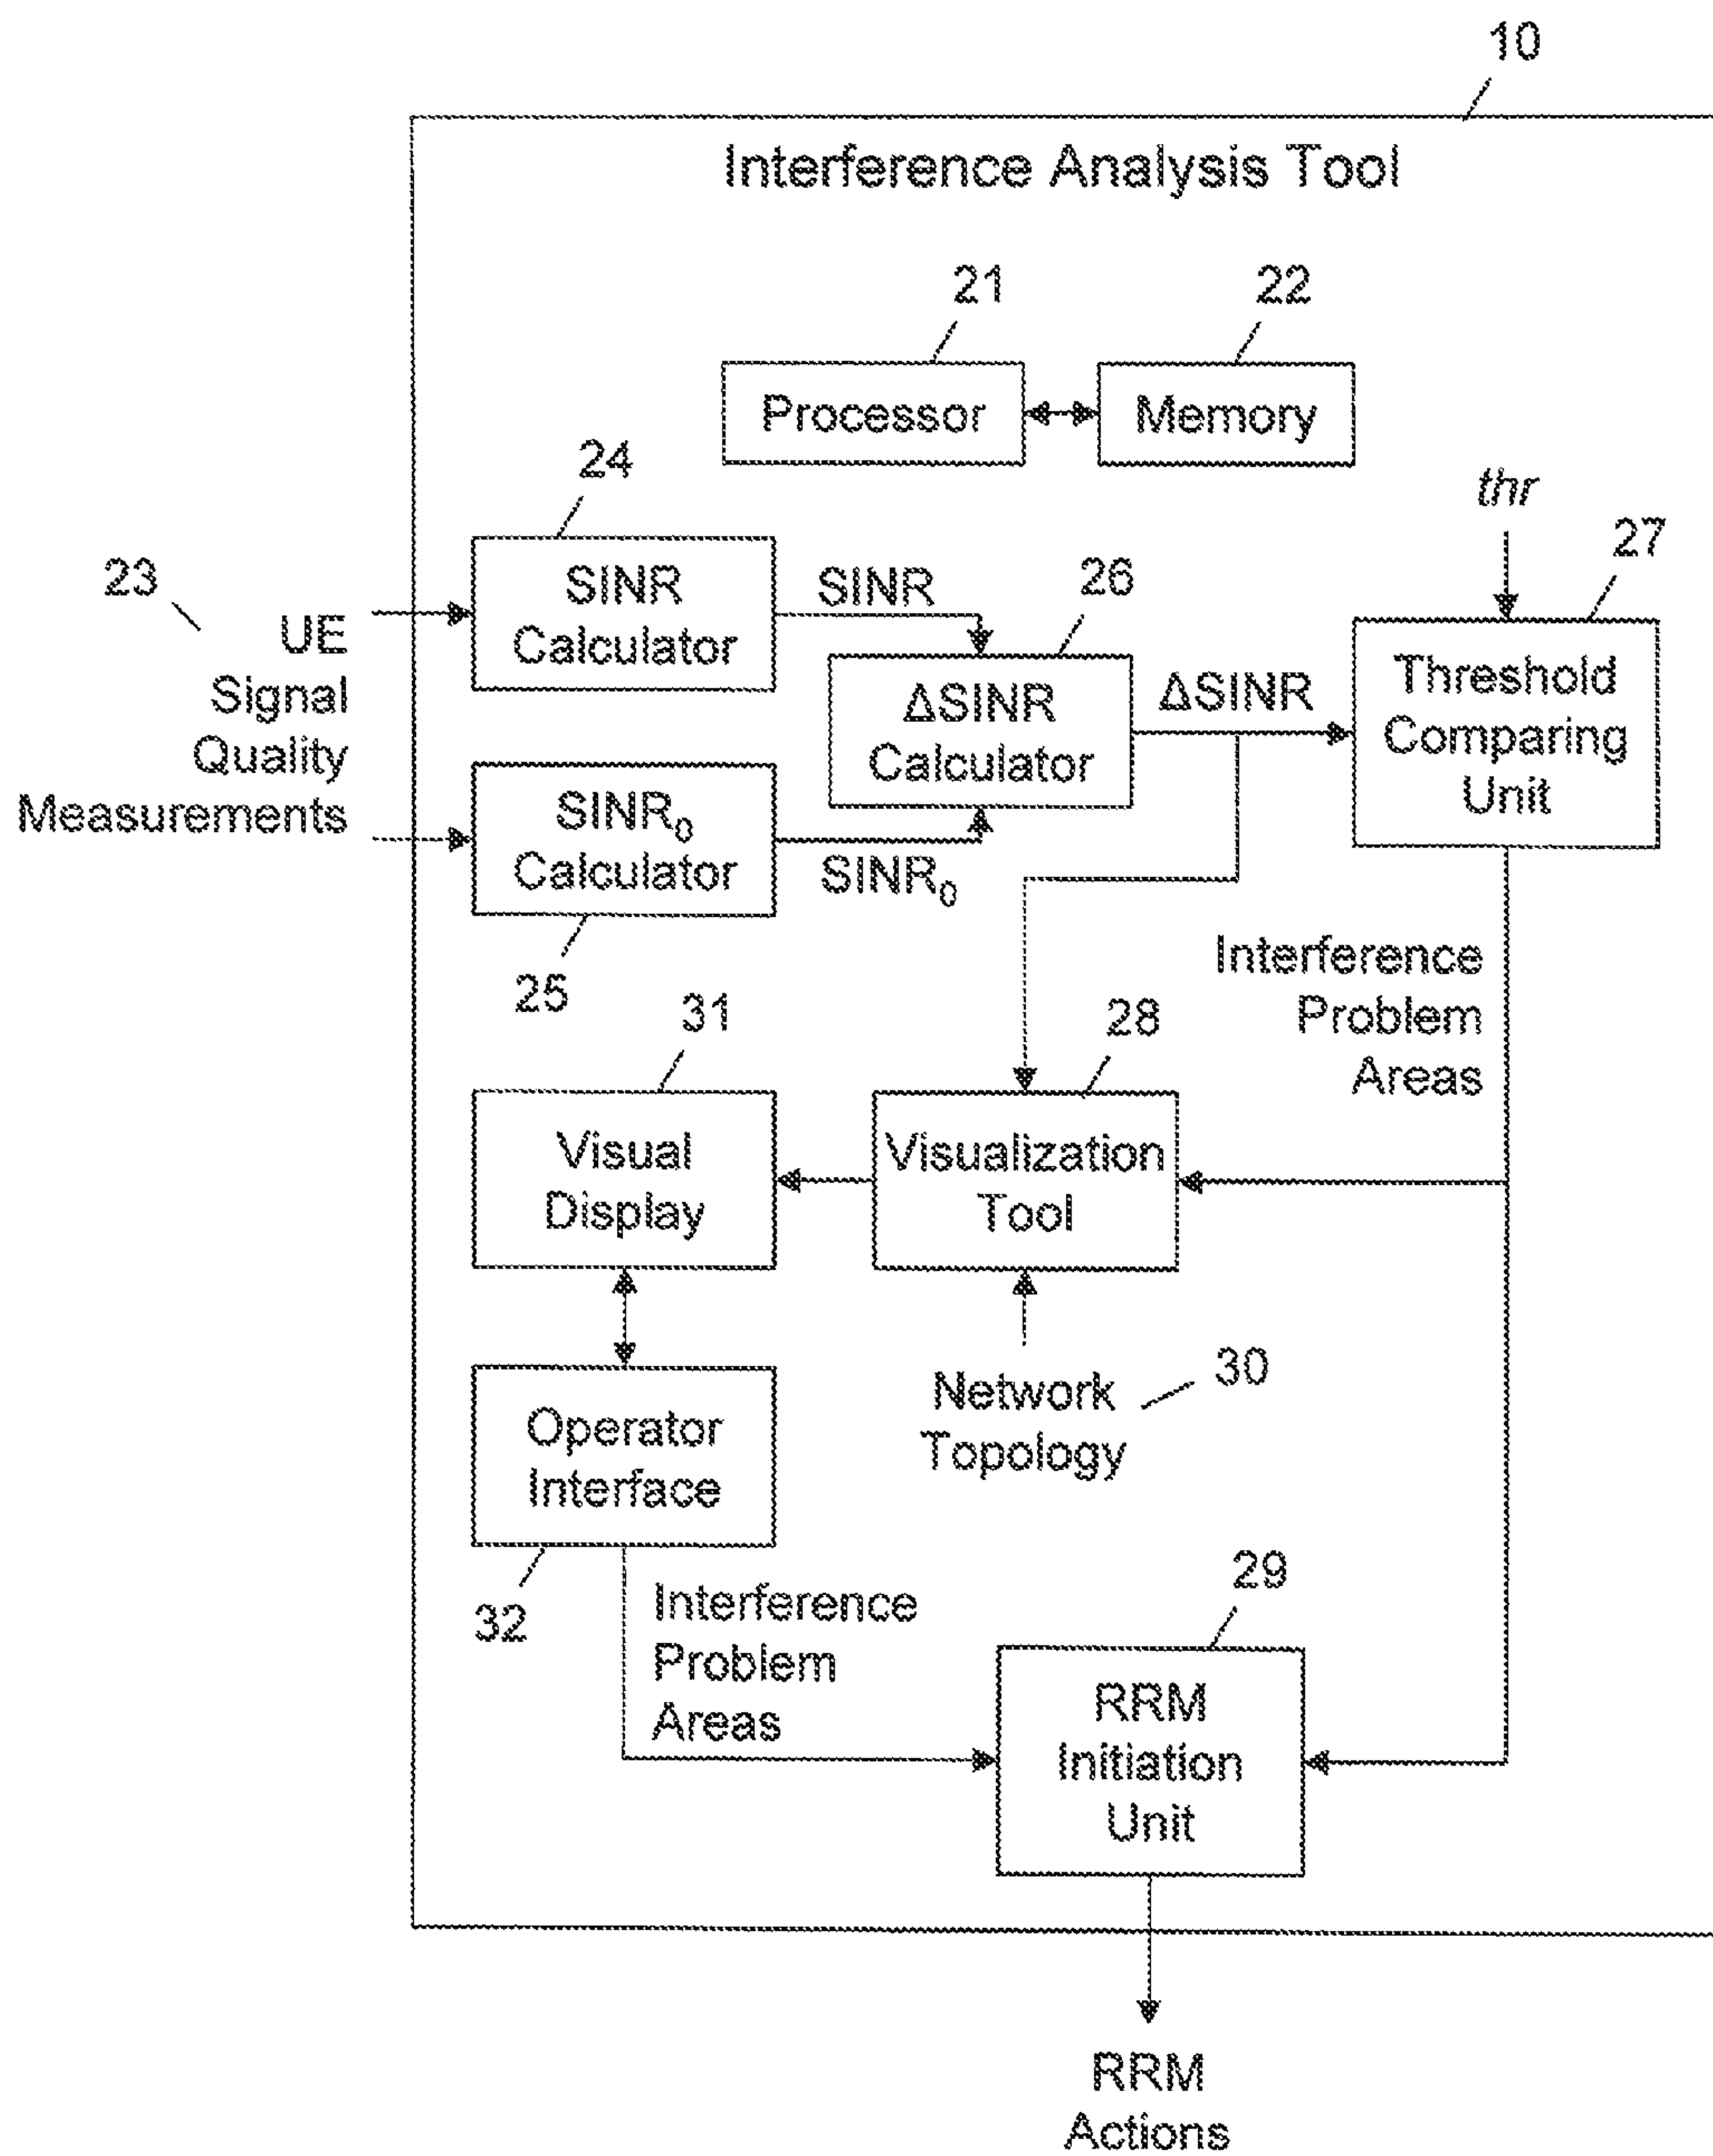 10
Interference Analysis Tool
21
22
Processor
Memory
24
thr
23
27
SINR
Calculator
SINR
26
UE
Signal
Quality
Measurements
ΔSINR
Calculator
ΔSINR
Threshold
Comparing
Unit
SINR₀
Calculator
SINR₀
25
Interference
Problem
Areas
31
28
Visual
Display
Visualization
Tool
30
Network
Topology
Operator
Interface
32
29
Interference
Problem
Areas
RRM
Initiation
Unit
RRM
Actions